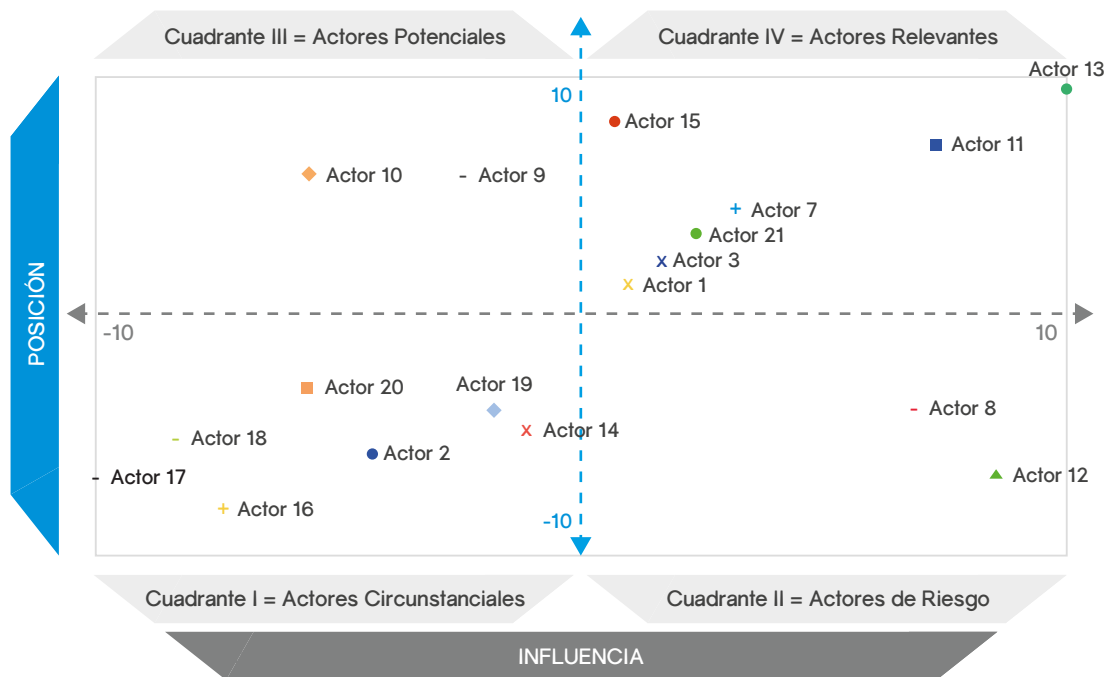 Cuadrante III = Actores Potenciales
Cuadrante IV = Actores Relevantes
Actor 13
10
Actor 15
Actor 11
Actor 10
Actor 9
Actor 7
Actor 21
Actor 3
Actor 1
POSICIÓN
-10
10
Actor 20
Actor 19
Actor 8
Actor 18
Actor 14
Actor 2
Actor 17
Actor 12
Actor 16
-10
Cuadrante I = Actores Circunstanciales
Cuadrante II = Actores de Riesgo
INFLUENCIA